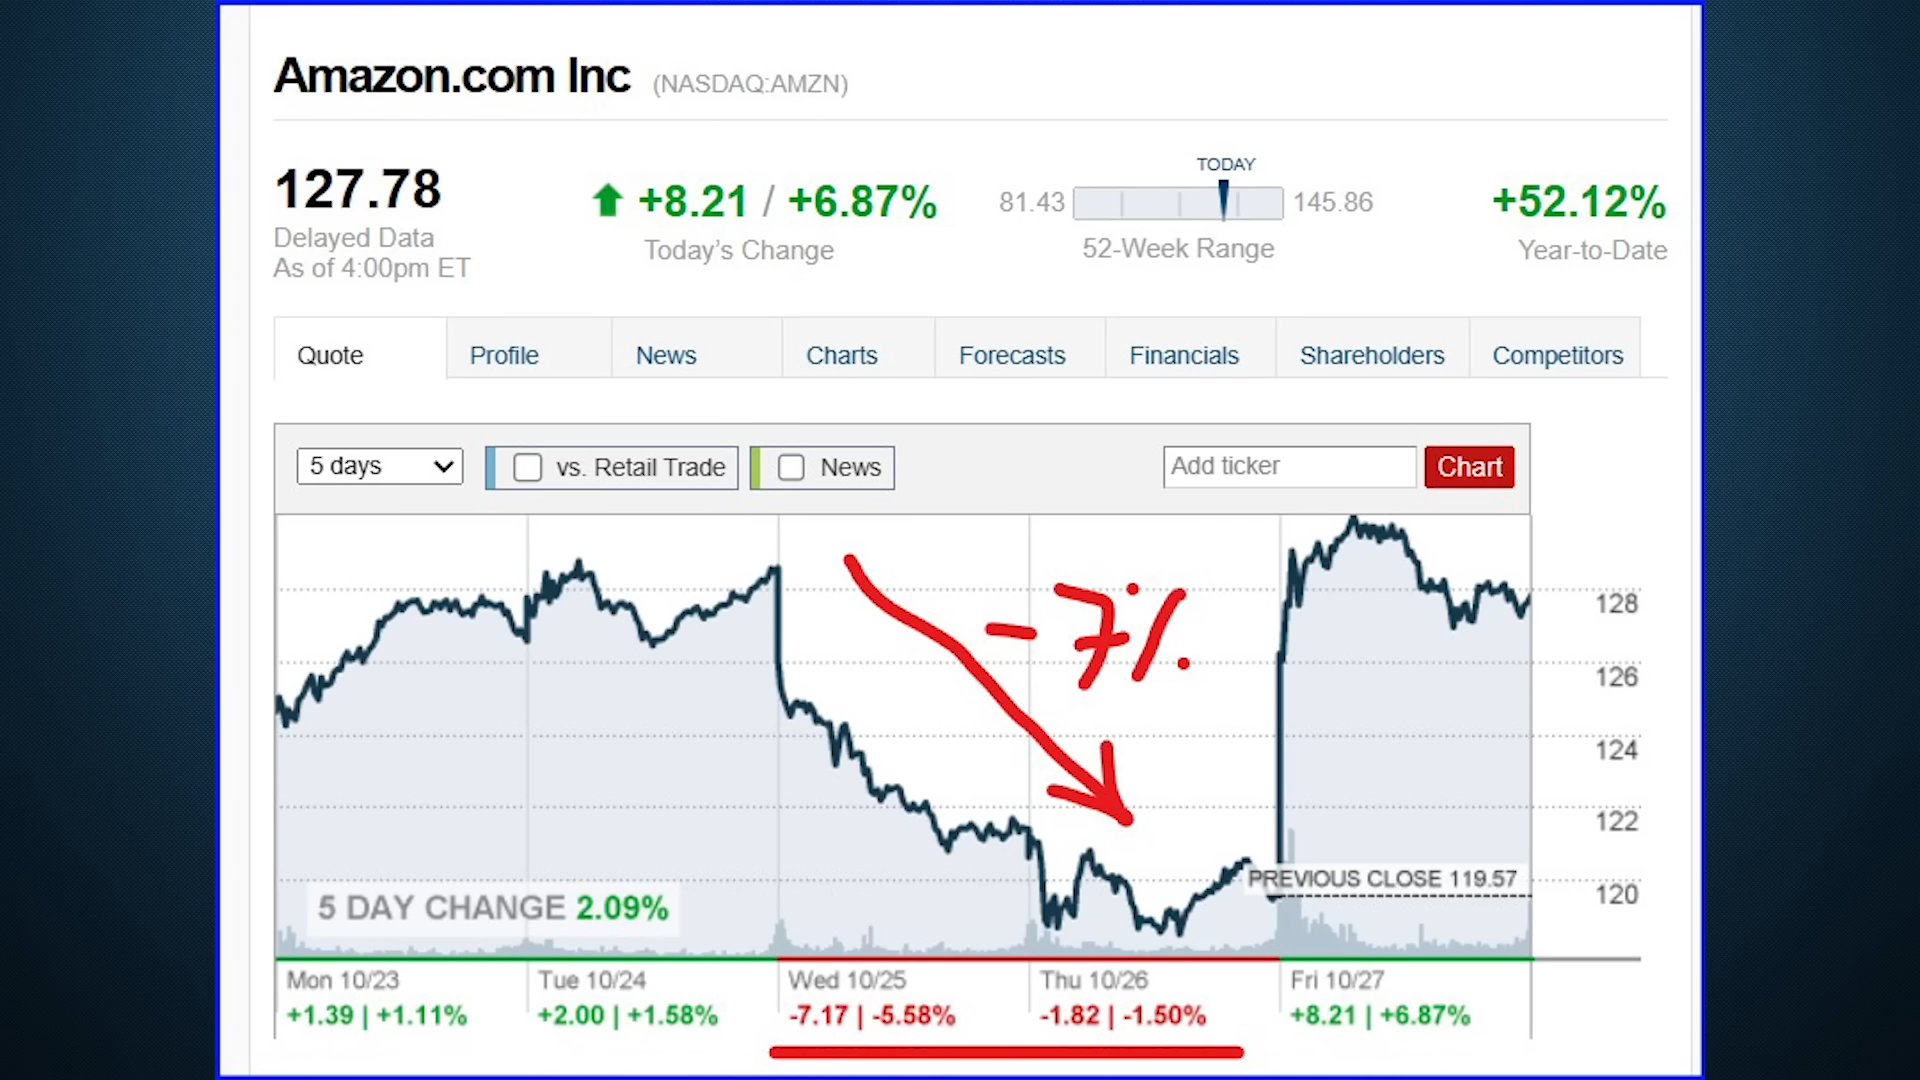 Amazon.com Inc (NASDAQ:AMZN)
TODAY
127.78 +8.21 / +6.87% 81.43 145.86 +52.12%
Delayed Data Today's Change 52-Week Range Year-to-Date
As of 4:00pm ET
Quote Profile News Charts Forecasts Financials Shareholders Competitors
5 days vs. Retail Trade News Add ticker Chart
- 7%
128
126
124
122
PREVIOUS CLOSE 119.57
120
5 DAY CHANGE 2.09%
Mon 10/23 Tue 10/24 Wed 10/25 Thu 10/26 Fri 10/27
+1.39 | +1.11% +2.00 | +1.58% -7.17 | -5.58% -1.82 | -1.50% +8.21 | +6.87%